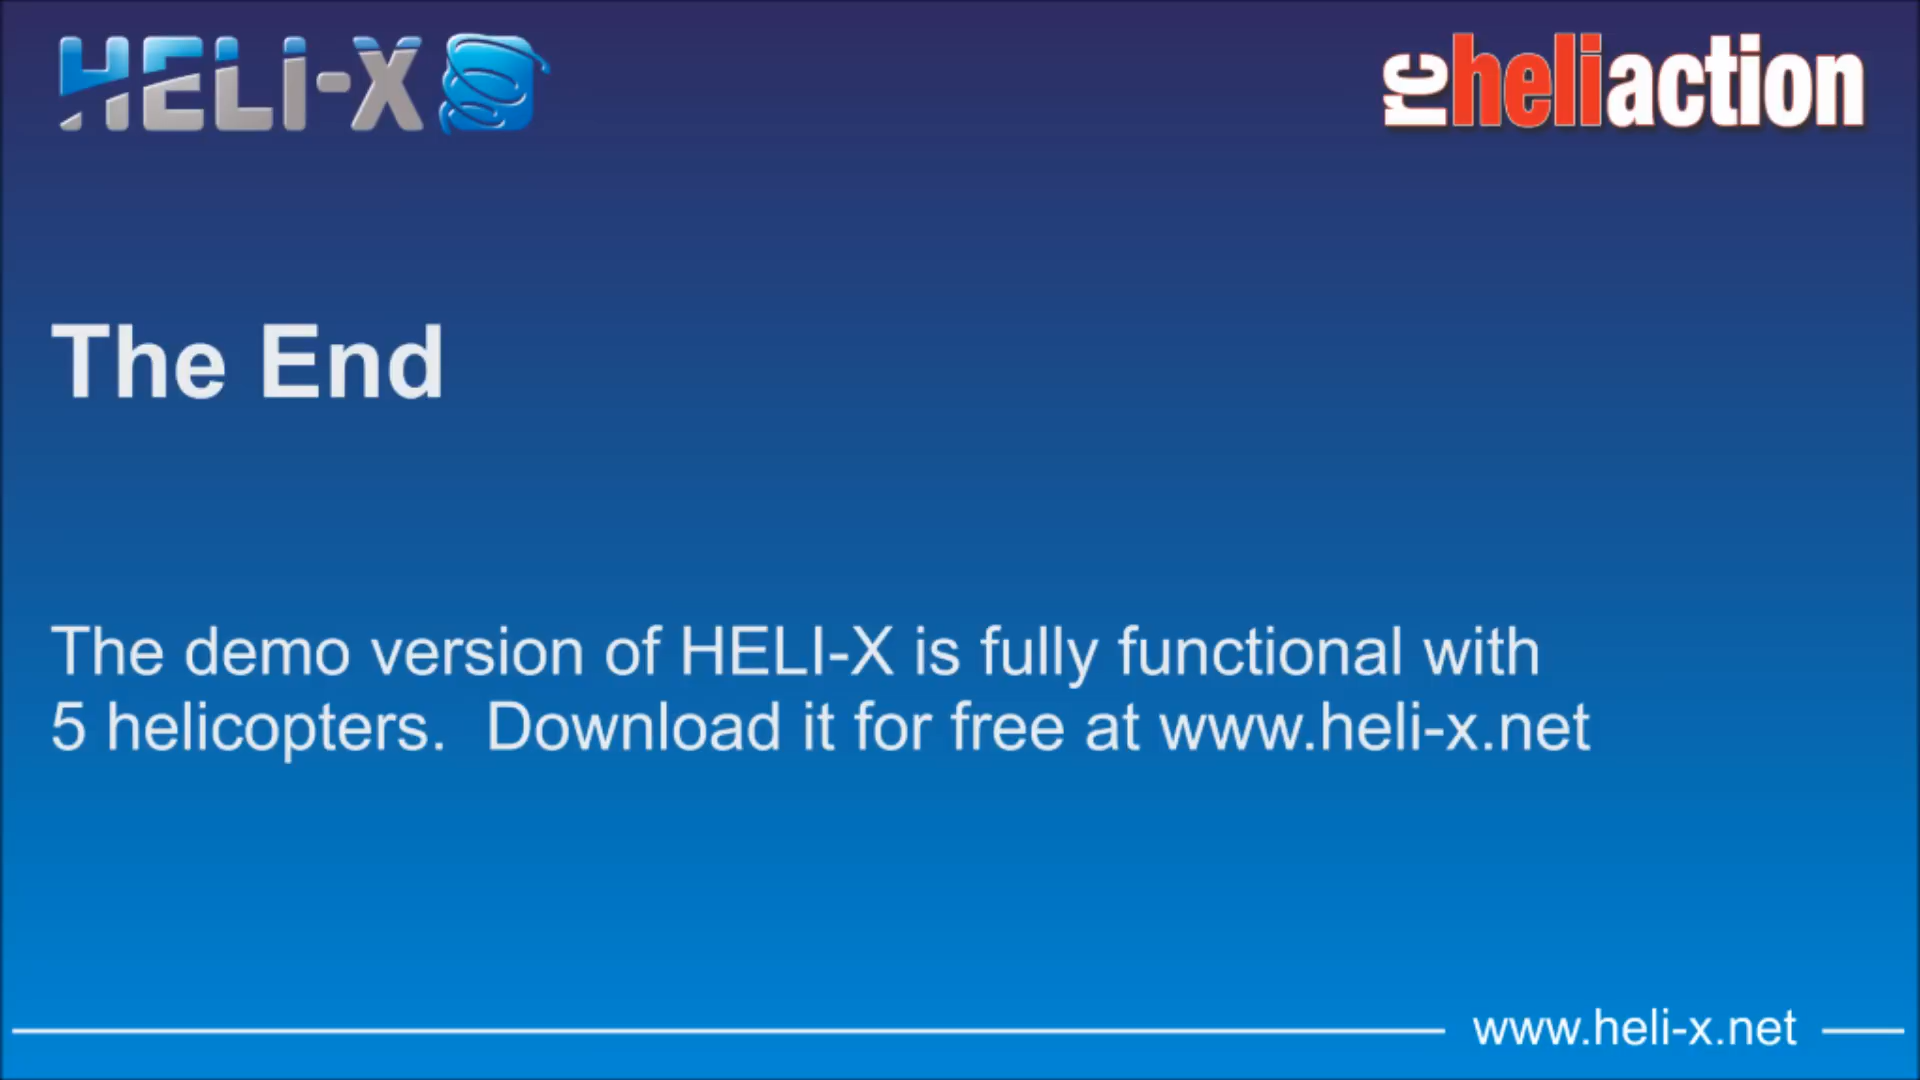 HELI-X
rcheliaction
The End
The demo version of HELI-X is fully functional with
5 helicopters.  Download it for free at www.heli-x.net
www.heli-x.net